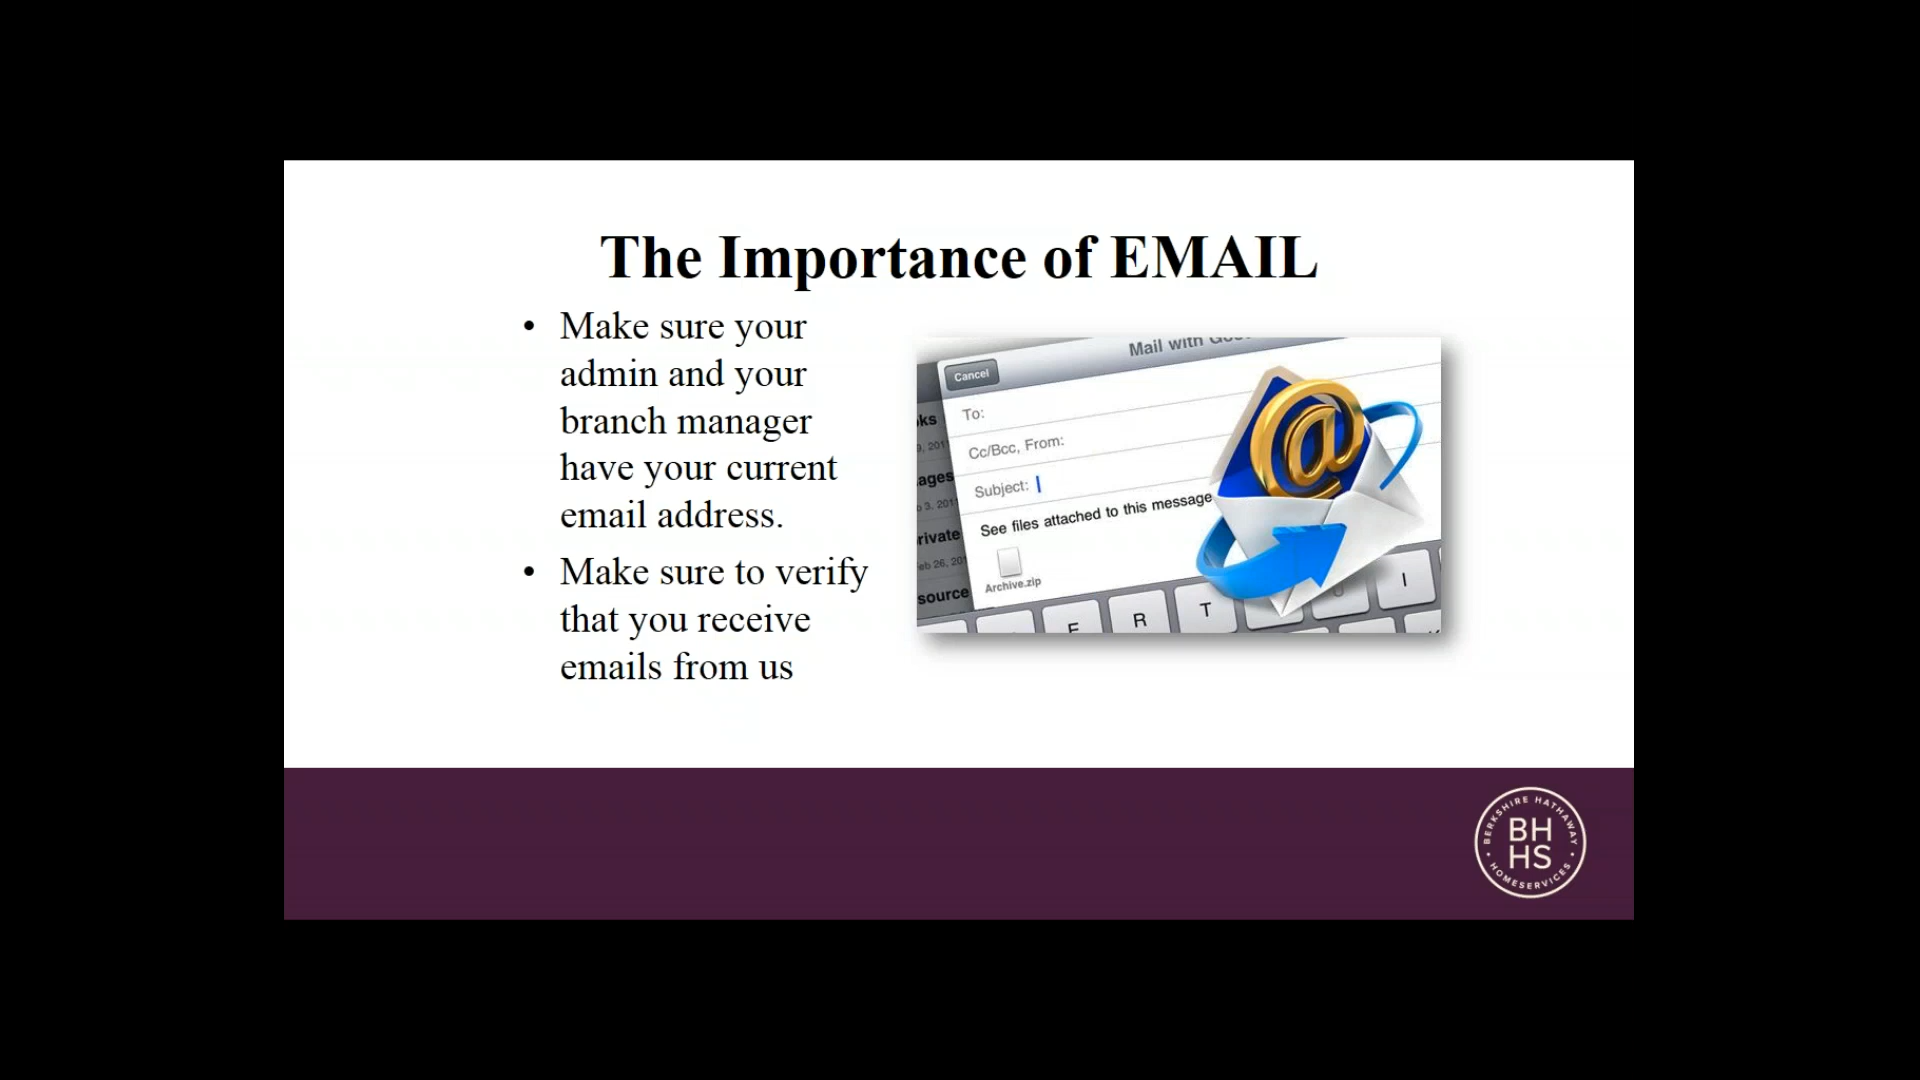 The Importance of EMAIL
• Make sure your
admin and your
branch manager
have your current
email address.
• Make sure to verify
that you receive
emails from us
Mail with
Cancel
To:
Cc/Bcc, From:
Subject:
See files attached to this message
Archive.zip
E R T I
BERKSHIRE HATHAWAY
BH
HS
HOMESERVICES